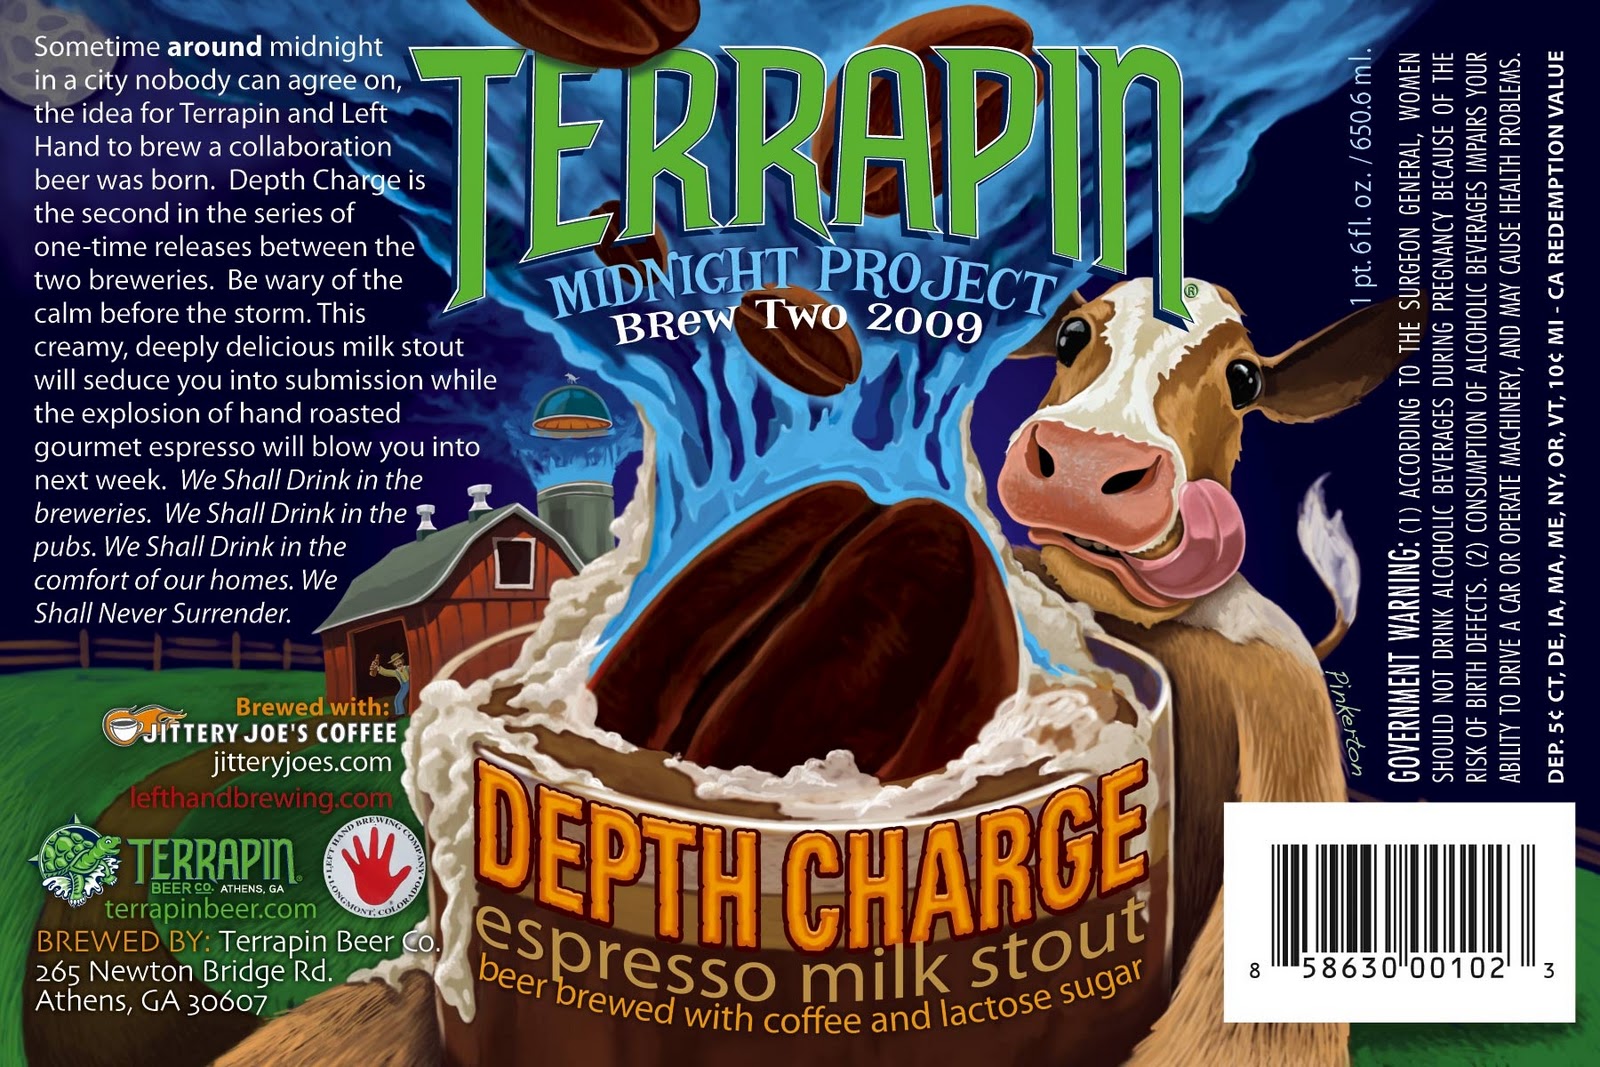 Sometime around midnight
in a city nobody can agree on,
the idea for Terrapin and Left
Hand to brew a collaboration
beer was born.  Depth Charge is
the second in the series of
one-time releases between the
two breweries.  Be wary of the
calm before the storm. This
creamy, deeply delicious milk stout
will seduce you into submission while
the explosion of hand roasted
gourmet espresso will blow you into
next week.  We Shall Drink in the
breweries.  We Shall Drink in the
pubs. We Shall Drink in the
comfort of our homes. We
Shall Never Surrender.
Brewed with:
JITTERY JOE'S COFFEE
jitteryjoes.com
lefthandbrewing.com
TERRAPIN®
BEER CO. ATHENS, GA
terrapinbeer.com
LEFT HAND BREWING COMPANY
LONGMONT, COLORADO
BREWED BY: Terrapin Beer Co.
265 Newton Bridge Rd.
Athens, GA 30607
TERRAPIN®
MIDNIGHT PROJECT
Brew Two 2009
DEPTH CHARGE
espresso milk stout
beer brewed with coffee and lactose sugar
Pinkerton
1 pt. 6 fl. oz. / 650.6 ml.
GOVERNMENT WARNING: (1) ACCORDING TO THE SURGEON GENERAL, WOMEN
SHOULD NOT DRINK ALCOHOLIC BEVERAGES DURING PREGNANCY BECAUSE OF THE
RISK OF BIRTH DEFECTS. (2) CONSUMPTION OF ALCOHOLIC BEVERAGES IMPAIRS YOUR
ABILITY TO DRIVE A CAR OR OPERATE MACHINERY, AND MAY CAUSE HEALTH PROBLEMS.
DEP. 5¢ CT, DE, IA, MA, ME, NY, OR, VT, 10¢ MI - CA REDEMPTION VALUE
8 58630 00102 3